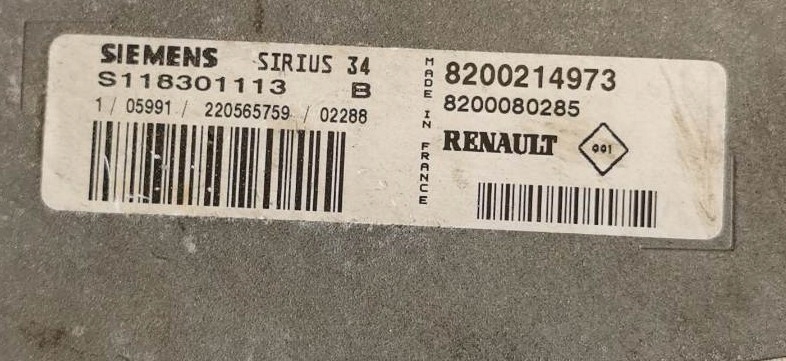 SIEMENS SIRIUS 34
S118301113 B
1 / 05991 / 220565759 / 02288
MADE IN FRANCE
8200214973
8200080285
RENAULT 001